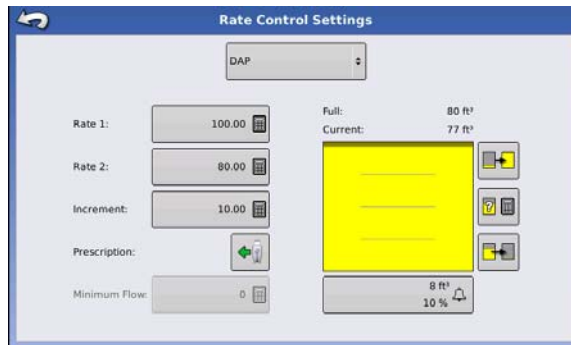 Rate Control Settings
DAP
Rate 1: 100.00
Rate 2: 80.00
Increment: 10.00
Prescription:
Minimum Flow: 0
Full: 80 ft³
Current: 77 ft³
?
8 ft³
10 %